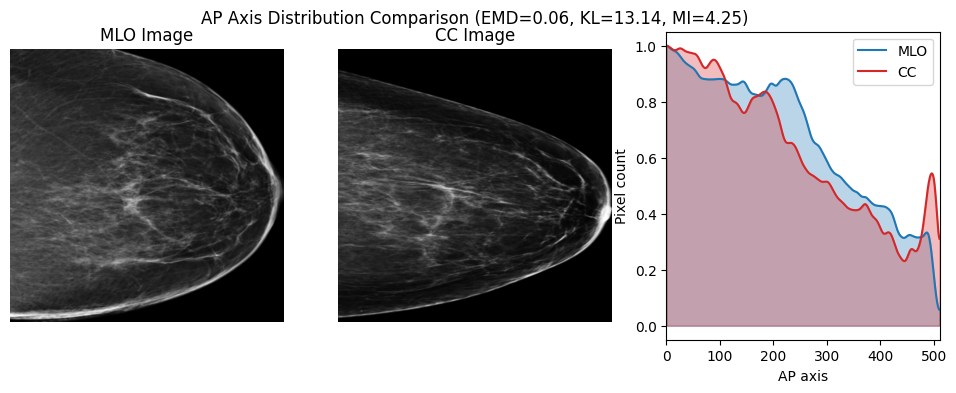 AP Axis Distribution Comparison (EMD=0.06, KL=13.14, MI=4.25)
MLO Image
CC Image
MLO
CC
Pixel count
1.0
0.8
0.6
0.4
0.2
0.0
0 100 200 300 400 500
AP axis